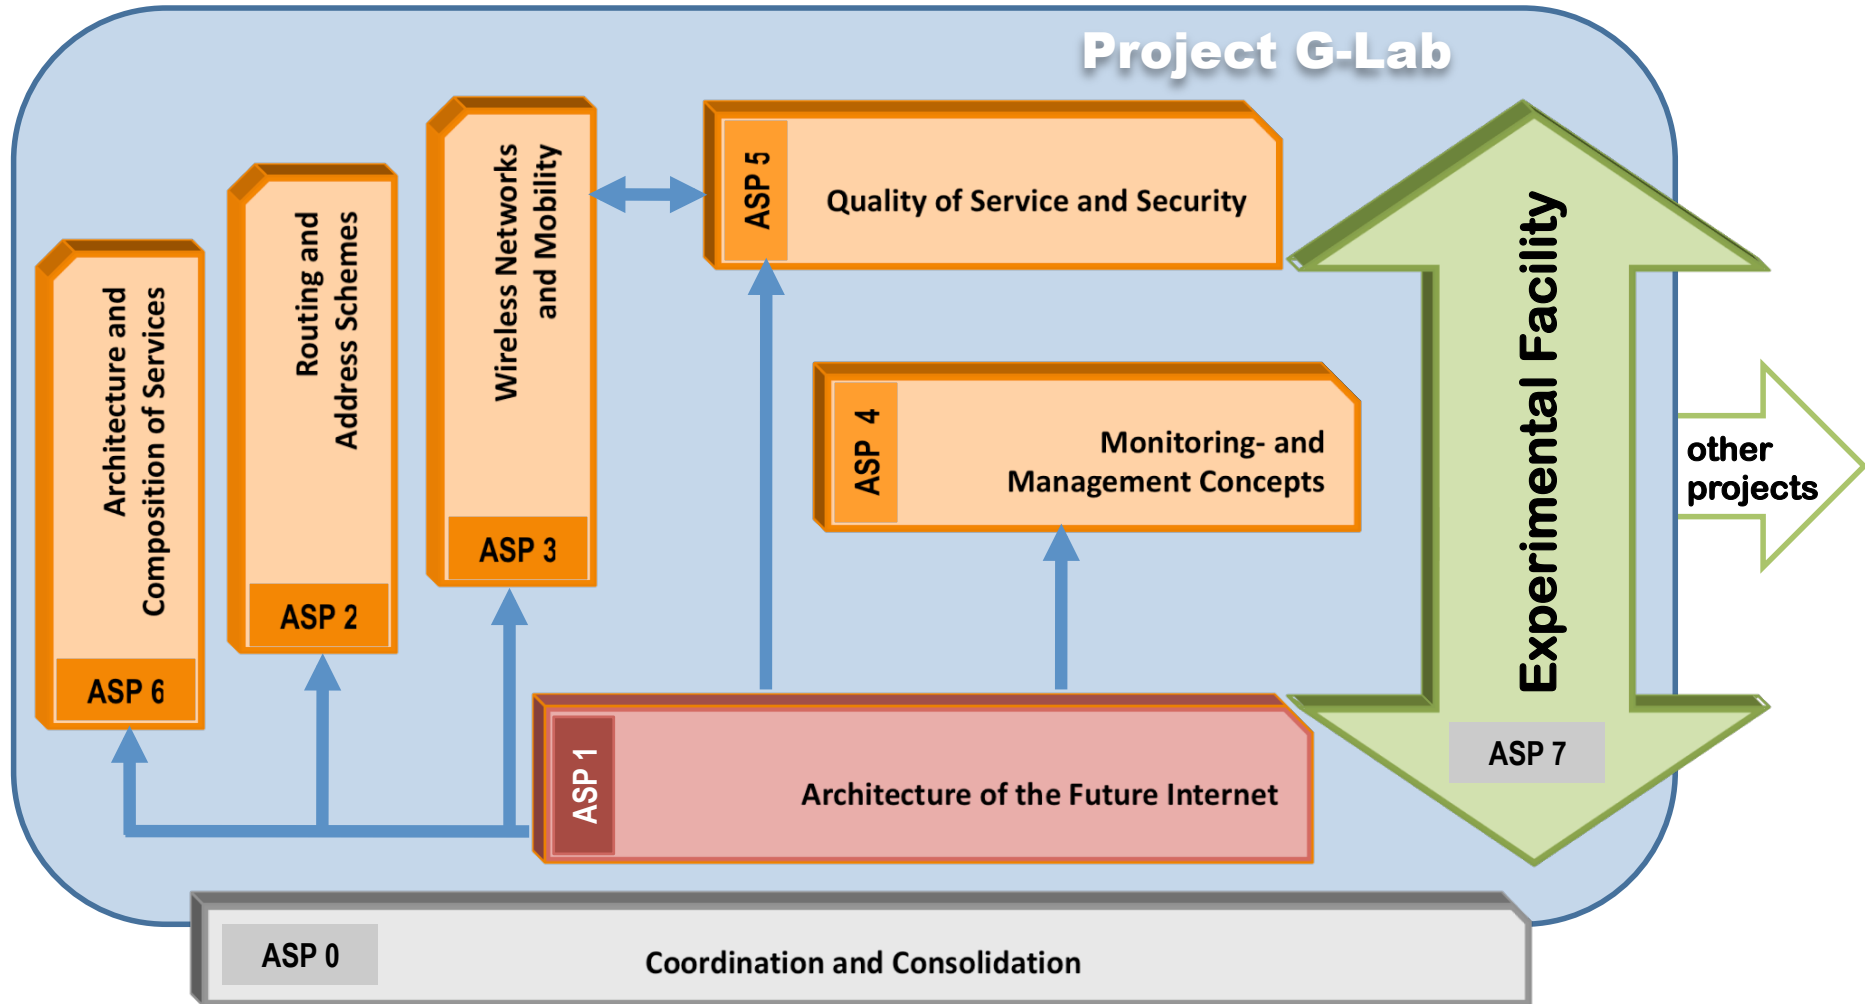 Project G-Lab
Architecture and
Composition of Services
ASP 6
Routing and
Address Schemes
ASP 2
Wireless Networks
and Mobility
ASP 3
ASP 5
Quality of Service and Security
ASP 4
Monitoring- and
Management Concepts
Experimental Facility
ASP 7
other
projects
ASP 1
Architecture of the Future Internet
ASP 0
Coordination and Consolidation